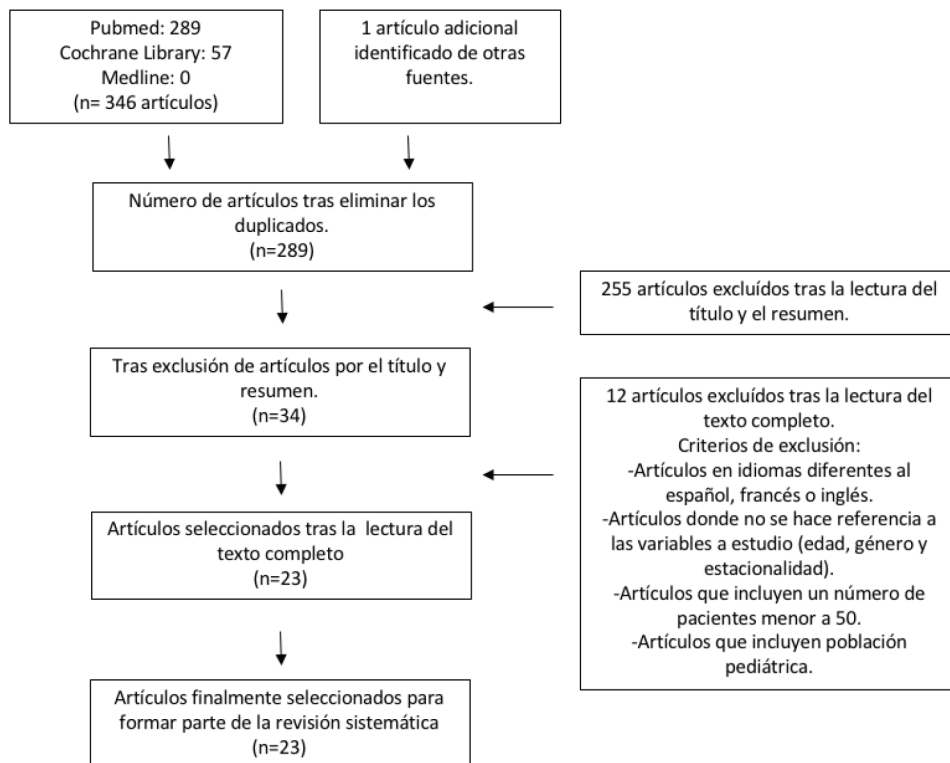 Pubmed: 289
Cochrane Library: 57
Medline: 0
(n= 346 artículos)
1 artículo adicional
identificado de otras
fuentes.
Número de artículos tras eliminar los
duplicados.
(n=289)
255 artículos excluídos tras la lectura del
título y el resumen.
Tras exclusión de artículos por el título y
resumen.
(n=34)
12 artículos excluídos tras la lectura del
texto completo.
Criterios de exclusión:
-Artículos en idiomas diferentes al
español, francés o inglés.
-Artículos donde no se hace referencia a
las variables a estudio (edad, género y
estacionalidad).
-Artículos que incluyen un número de
pacientes menor a 50.
-Artículos que incluyen población
pediátrica.
Artículos seleccionados tras la lectura del
texto completo
(n=23)
Artículos finalmente seleccionados para
formar parte de la revisión sistemática
(n=23)